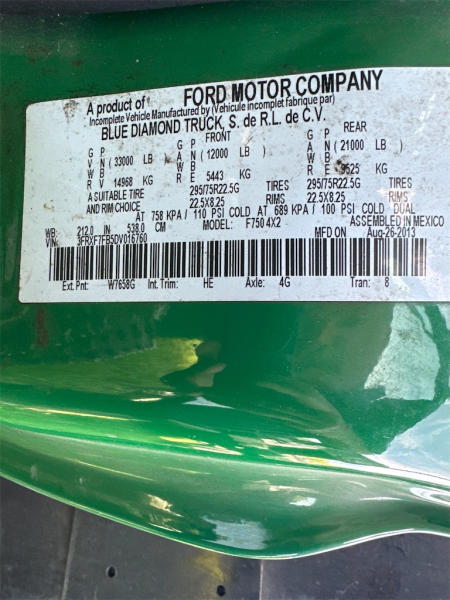 A product of FORD MOTOR COMPANY
Incomplete Vehicle Manufactured by (Vehicule incomplet fabrique par)
BLUE DIAMOND TRUCK, S. de R.L. de C.V.
FRONT REAR
G P G P G P
V N (33000 LB A N (12000 LB A N (21000 LB
W B W B W B
R V 14968 KG R E 5443 KG R E 9525 KG
A SUITABLE TIRE 295/75R22.5G TIRES 295/75R22.5G TIRES
AND RIM CHOICE 22.5X8.25 RIMS 22.5X8.25 RIMS
AT 758 KPA/ 110 PSI COLD AT 689 KPA/ 100 PSI COLD DUAL
WB: 212.0 IN 538.0 CM MODEL: F750 4X2 ASSEMBLED IN MEXICO
VIN: 3FRXF7FB5DV016760 Aug-26-2013
Ext. Pnt: W7658G Int. Trim: HE Axle: 4G Tran: 8